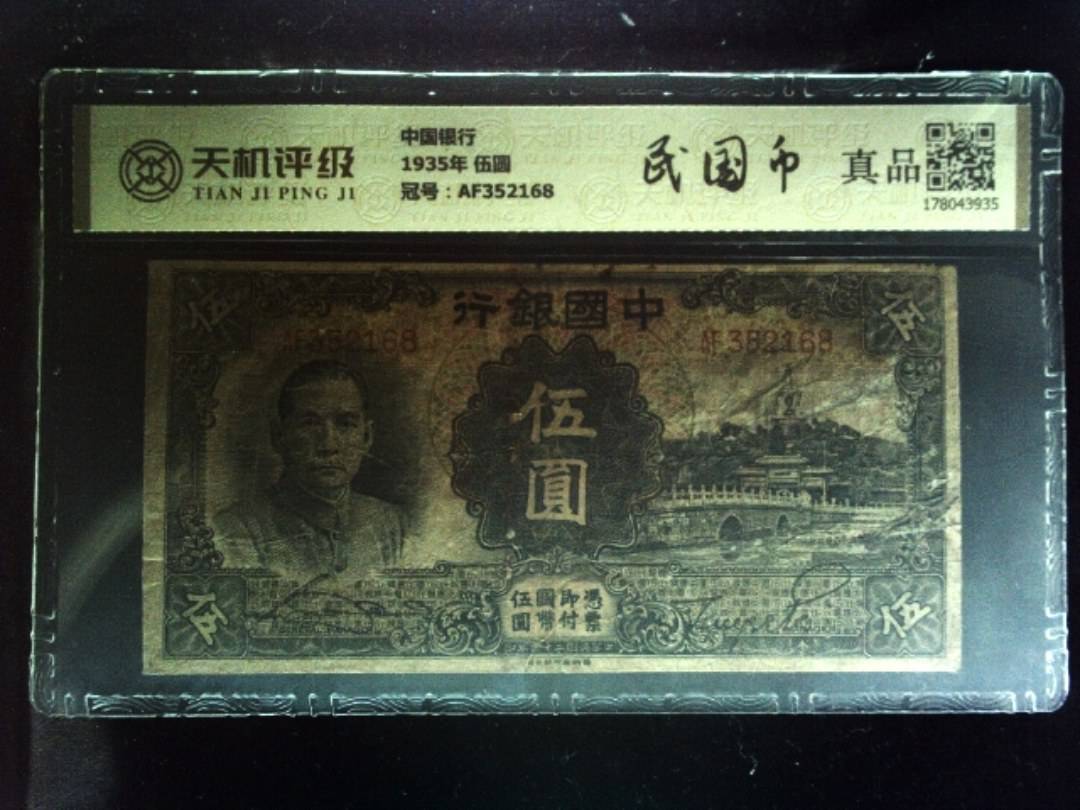 天机评级
TIAN JI PING JI
中国银行
1935年 伍圆
冠号：AF352168
民国币
真品
178043935
行銀國中
AF352168
AF352168
伍
伍
伍
圓
伍國即憑
圓幣付票
伍
伍